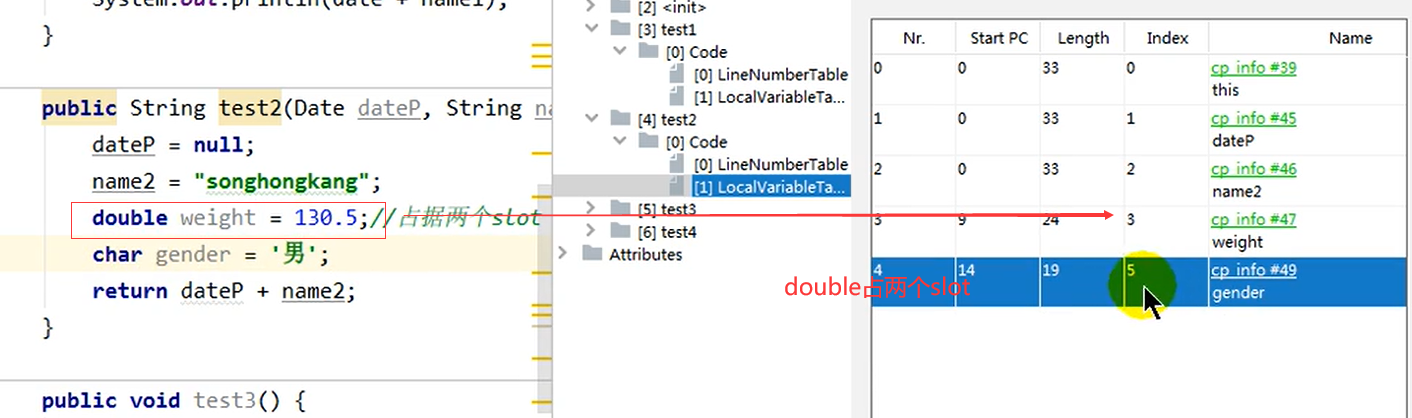 System.out.println(date + name1);
}
public String test2(Date dateP, String
dateP = null;
name2 = "songhongkang";
double weight = 130.5;//占据两个slot
char gender = '男';
return dateP + name2;
}
public void test3() {
[2] <init>
[3] test1
[0] Code
[0] LineNumberTable
[1] LocalVariableTa...
[4] test2
[0] Code
[0] LineNumberTable
[1] LocalVariableTa...
[5] test3
[6] test4
Attributes
double占两个slot
Nr. Start PC Length Index Name
0 0 33 0 cp info #39
this
1 0 33 1 cp info #45
dateP
2 0 33 2 cp info #46
name2
3 9 24 3 cp info #47
weight
4 14 19 5 cp info #49
gender